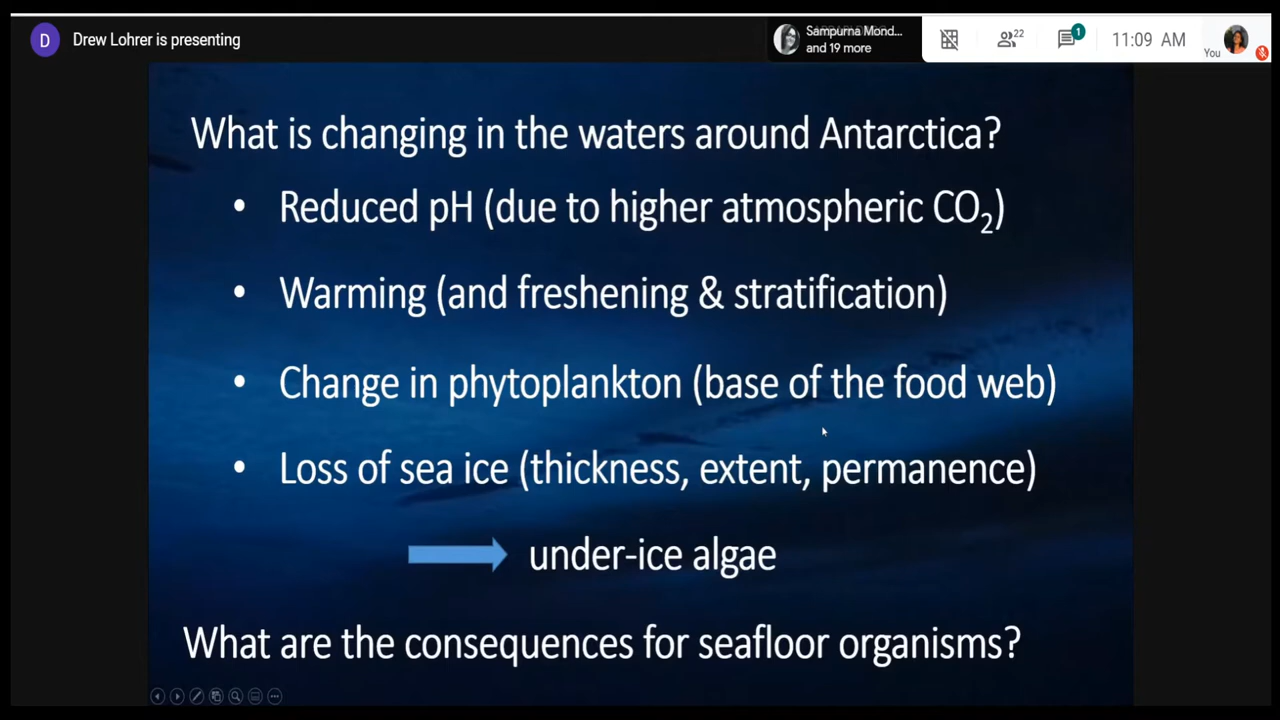 D
Drew Lohrer is presenting
Sampurna Mond...
and 19 more
22
1
11:09 AM
You
What is changing in the waters around Antarctica?
• Reduced pH (due to higher atmospheric CO₂)
• Warming (and freshening & stratification)
• Change in phytoplankton (base of the food web)
• Loss of sea ice (thickness, extent, permanence)
under-ice algae
What are the consequences for seafloor organisms?